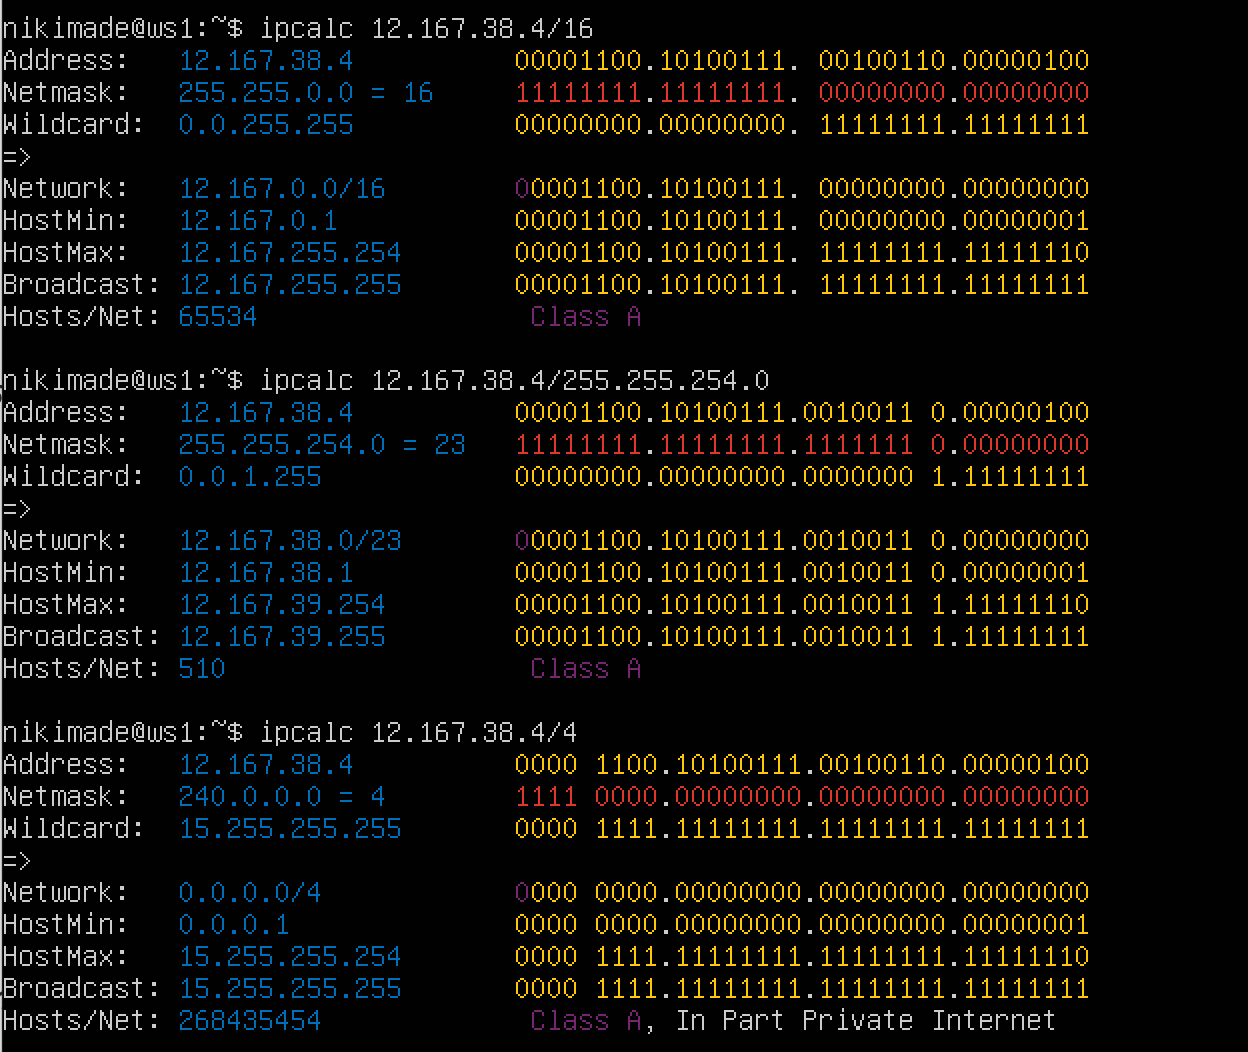 nikimade@ws1:~$ ipcalc 12.167.38.4/16
Address:   12.167.38.4          00001100.10100111. 00100110.00000100
Netmask:   255.255.0.0 = 16     11111111.11111111. 00000000.00000000
Wildcard:  0.0.255.255          00000000.00000000. 11111111.11111111
=>
Network:   12.167.0.0/16        00001100.10100111. 00000000.00000000
HostMin:   12.167.0.1           00001100.10100111. 00000000.00000001
HostMax:   12.167.255.254       00001100.10100111. 11111111.11111110
Broadcast: 12.167.255.255       00001100.10100111. 11111111.11111111
Hosts/Net: 65534                 Class A
nikimade@ws1:~$ ipcalc 12.167.38.4/255.255.254.0
Address:   12.167.38.4          00001100.10100111.0010011 0.00000100
Netmask:   255.255.254.0 = 23   11111111.11111111.1111111 0.00000000
Wildcard:  0.0.1.255            00000000.00000000.0000000 1.11111111
=>
Network:   12.167.38.0/23       00001100.10100111.0010011 0.00000000
HostMin:   12.167.38.1          00001100.10100111.0010011 0.00000001
HostMax:   12.167.39.254        00001100.10100111.0010011 1.11111110
Broadcast: 12.167.39.255        00001100.10100111.0010011 1.11111111
Hosts/Net: 510                   Class A
nikimade@ws1:~$ ipcalc 12.167.38.4/4
Address:   12.167.38.4          0000 1100.10100111.00100110.00000100
Netmask:   240.0.0.0 = 4        1111 0000.00000000.00000000.00000000
Wildcard:  15.255.255.255       0000 1111.11111111.11111111.11111111
=>
Network:   0.0.0.0/4            0000 0000.00000000.00000000.00000000
HostMin:   0.0.0.1              0000 0000.00000000.00000000.00000001
HostMax:   15.255.255.254       0000 1111.11111111.11111111.11111110
Broadcast: 15.255.255.255       0000 1111.11111111.11111111.11111111
Hosts/Net: 268435454             Class A, In Part Private Internet